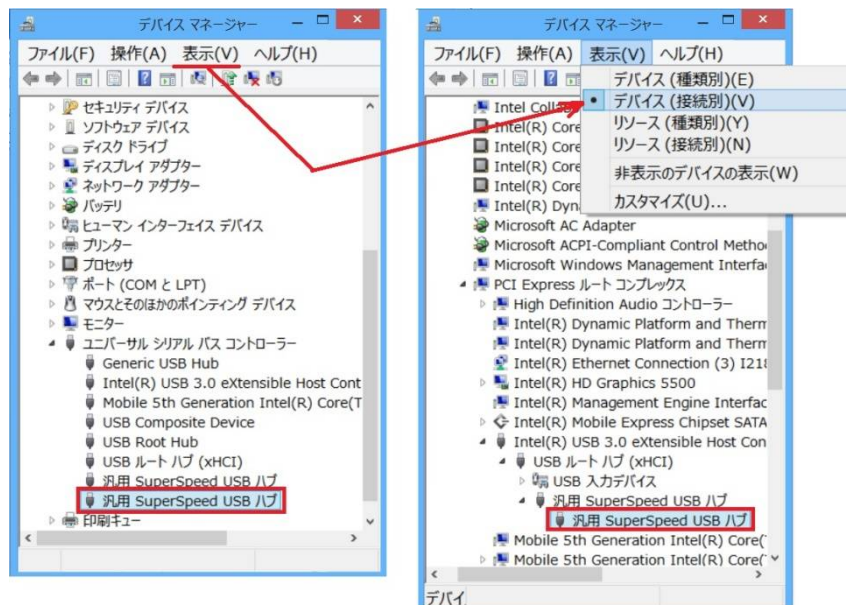 デバイス マネージャー
ファイル(F) 操作(A) 表示(V) ヘルプ(H)
セキュリティ デバイス
ソフトウェア デバイス
ディスク ドライブ
ディスプレイ アダプター
ネットワーク アダプター
バッテリ
ヒューマン インターフェイス デバイス
プリンター
プロセッサ
ポート (COM と LPT)
マウスとそのほかのポインティング デバイス
モニター
ユニバーサル シリアル バス コントローラー
Generic USB Hub
Intel(R) USB 3.0 eXtensible Host Cont
Mobile 5th Generation Intel(R) Core(T
USB Composite Device
USB Root Hub
USB ルート ハブ (xHCI)
汎用 SuperSpeed USB ハブ
汎用 SuperSpeed USB ハブ
印刷キュー
デバイス マネージャー
ファイル(F) 操作(A) 表示(V) ヘルプ(H)
デバイス (種類別)(E)
デバイス (接続別)(V)
リソース (種類別)(Y)
リソース (接続別)(N)
非表示のデバイスの表示(W)
カスタマイズ(U)...
Intel Colla
Intel(R) Core
Intel(R) Core
Intel(R) Core
Intel(R) Core
Intel(R) Dyn
Microsoft AC Adapter
Microsoft ACPI-Compliant Control Metho
Microsoft Windows Management Interfa
PCI Express ルート コンプレックス
High Definition Audio コントローラー
Intel(R) Dynamic Platform and Therm
Intel(R) Dynamic Platform and Therm
Intel(R) Ethernet Connection (3) I218
Intel(R) HD Graphics 5500
Intel(R) Management Engine Interfac
Intel(R) Mobile Express Chipset SATA
Intel(R) USB 3.0 eXtensible Host Con
USB ルート ハブ (xHCI)
USB 入力デバイス
汎用 SuperSpeed USB ハブ
汎用 SuperSpeed USB ハブ
Mobile 5th Generation Intel(R) Core(
Mobile 5th Generation Intel(R) Core(
デバイ